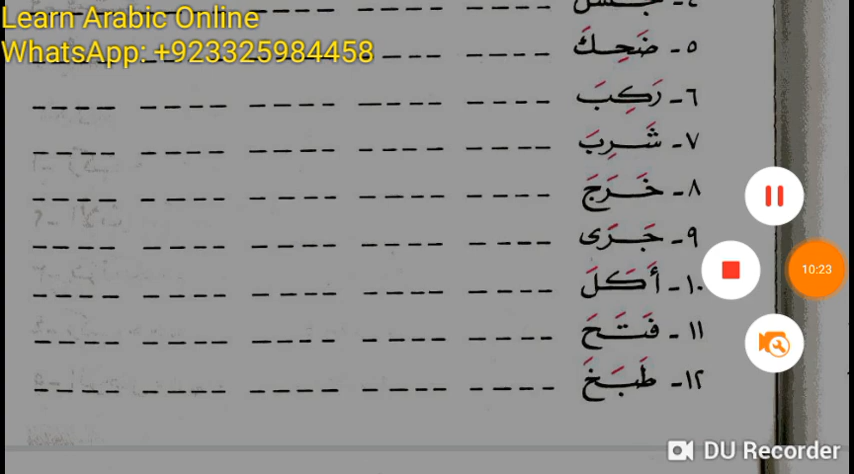 Learn Arabic Online
WhatsApp: +923325984458
٥- ضَحِكَ
٦- رَكِبَ
٧- شَرِبَ
٨- خَرَجَ
٩- جَرَى
١٠- أَكَلَ
١١- فَتَحَ
١٢- طَبَخَ
10:23
DU Recorder